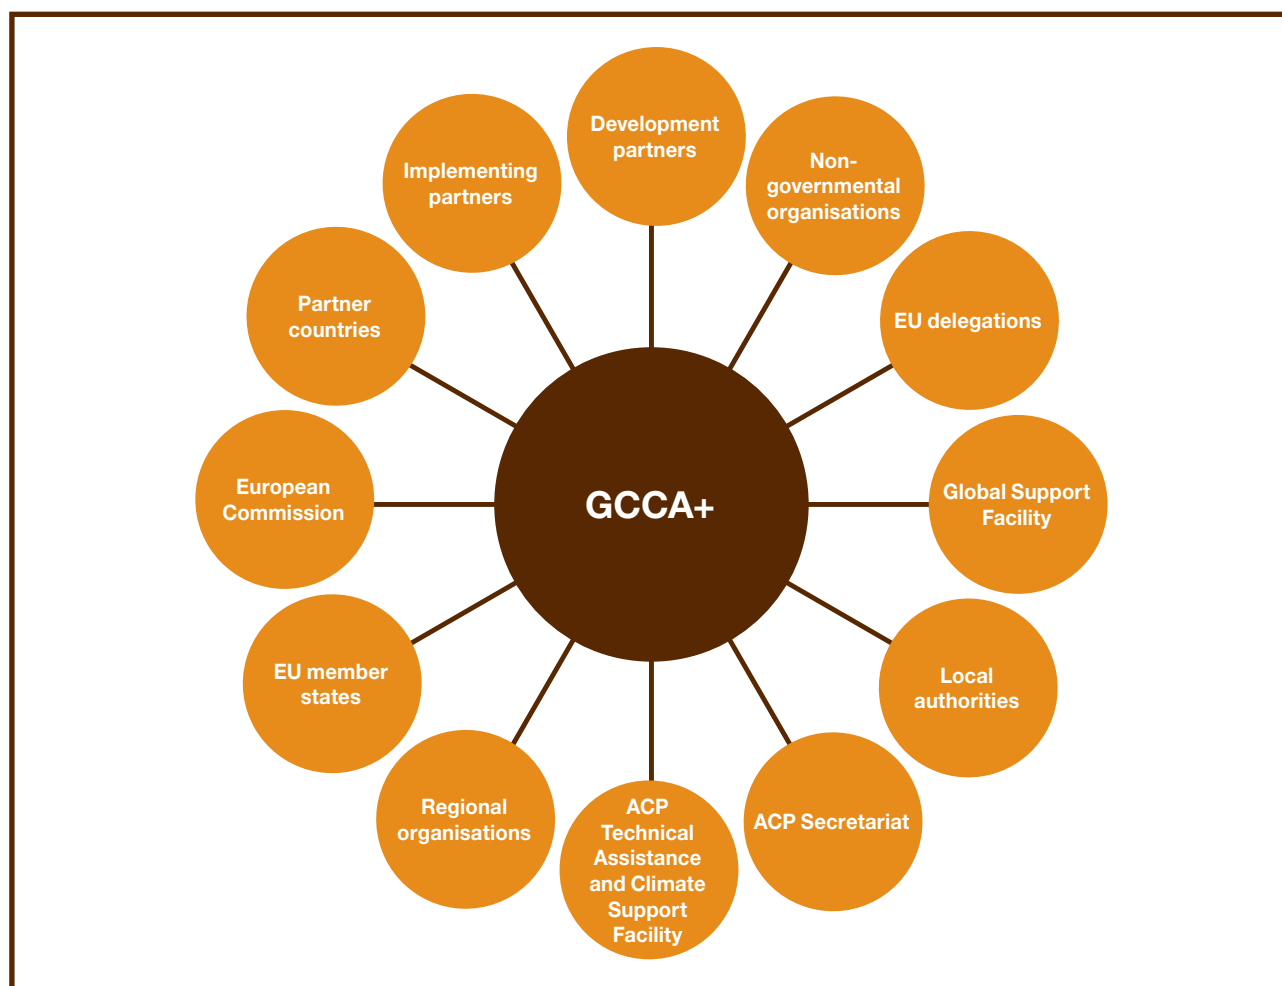 Development
partners
Non-
governmental
organisations
EU delegations
Global Support
Facility
Local
authorities
ACP Secretariat
ACP
Technical
Assistance
and Climate
Support
Facility
Regional
organisations
EU member
states
European
Commission
Partner
countries
Implementing
partners
GCCA+